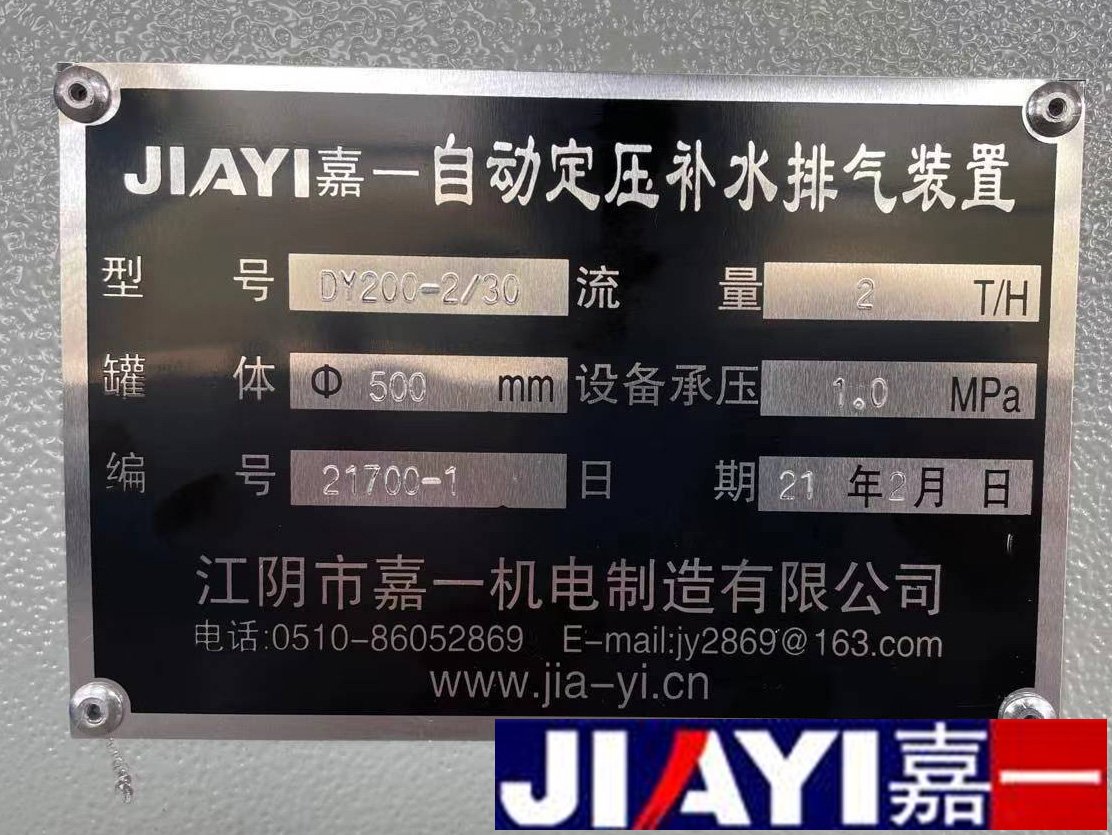 JIAYI嘉一自动定压补水排气装置
型 号 DY200-2/30 流 量 2 T/H
罐 体 Φ 500 mm 设备承压 1.0 MPa
编 号 21700-1 日 期 21 年 2 月 日
江阴市嘉一机电制造有限公司
电话:0510-86052869 E-mail:jy2869@163.com
www.jia-yi.cn
JIAYI嘉一